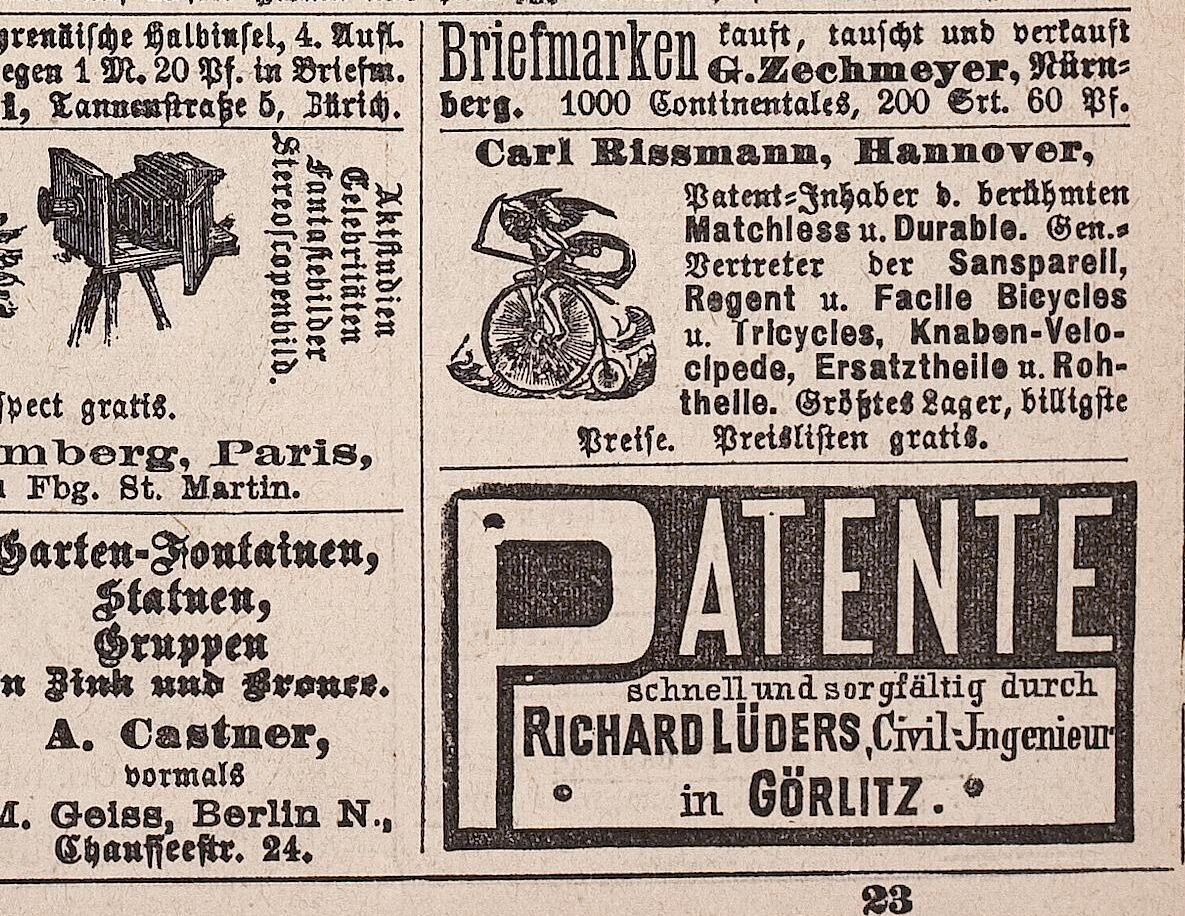 Halbinsel, 4. Aufl.
egen 1 M. 20 Pf. in Briefm.
Tannenstraße 5, Zürich.
Aktstudien
Celebritäten
Fantasiebilder
Stereoscopenbild.
spect gratis.
mberg, Paris,
Fbg. St. Martin.
Garten-Fontainen,
Statuen,
Gruppen
n Zink und Bronce.
A. Castner,
vormals
M. Geiss, Berlin N.,
Chausseestr. 24.
Briefmarken kauft, tauscht und verkauft
G. Zechmeyer, Nürn-
berg. 1000 Continentales, 200 Srt. 60 Pf.
Carl Rissmann, Hannover,
Patent-Inhaber d. berühmten
Matchless u. Durable. Gen.-
Vertreter der Sanspareil,
Regent u. Facile Bicycles
u. Tricycles, Knaben-Velo-
cipede, Ersatztheile u. Roh-
theile. Größtes Lager, billigste
Preise. Preislisten gratis.
PATENTE
schnell und sorgfältig durch
RICHARD LÜDERS, Civil-Ingenieur
in GÖRLITZ.
23